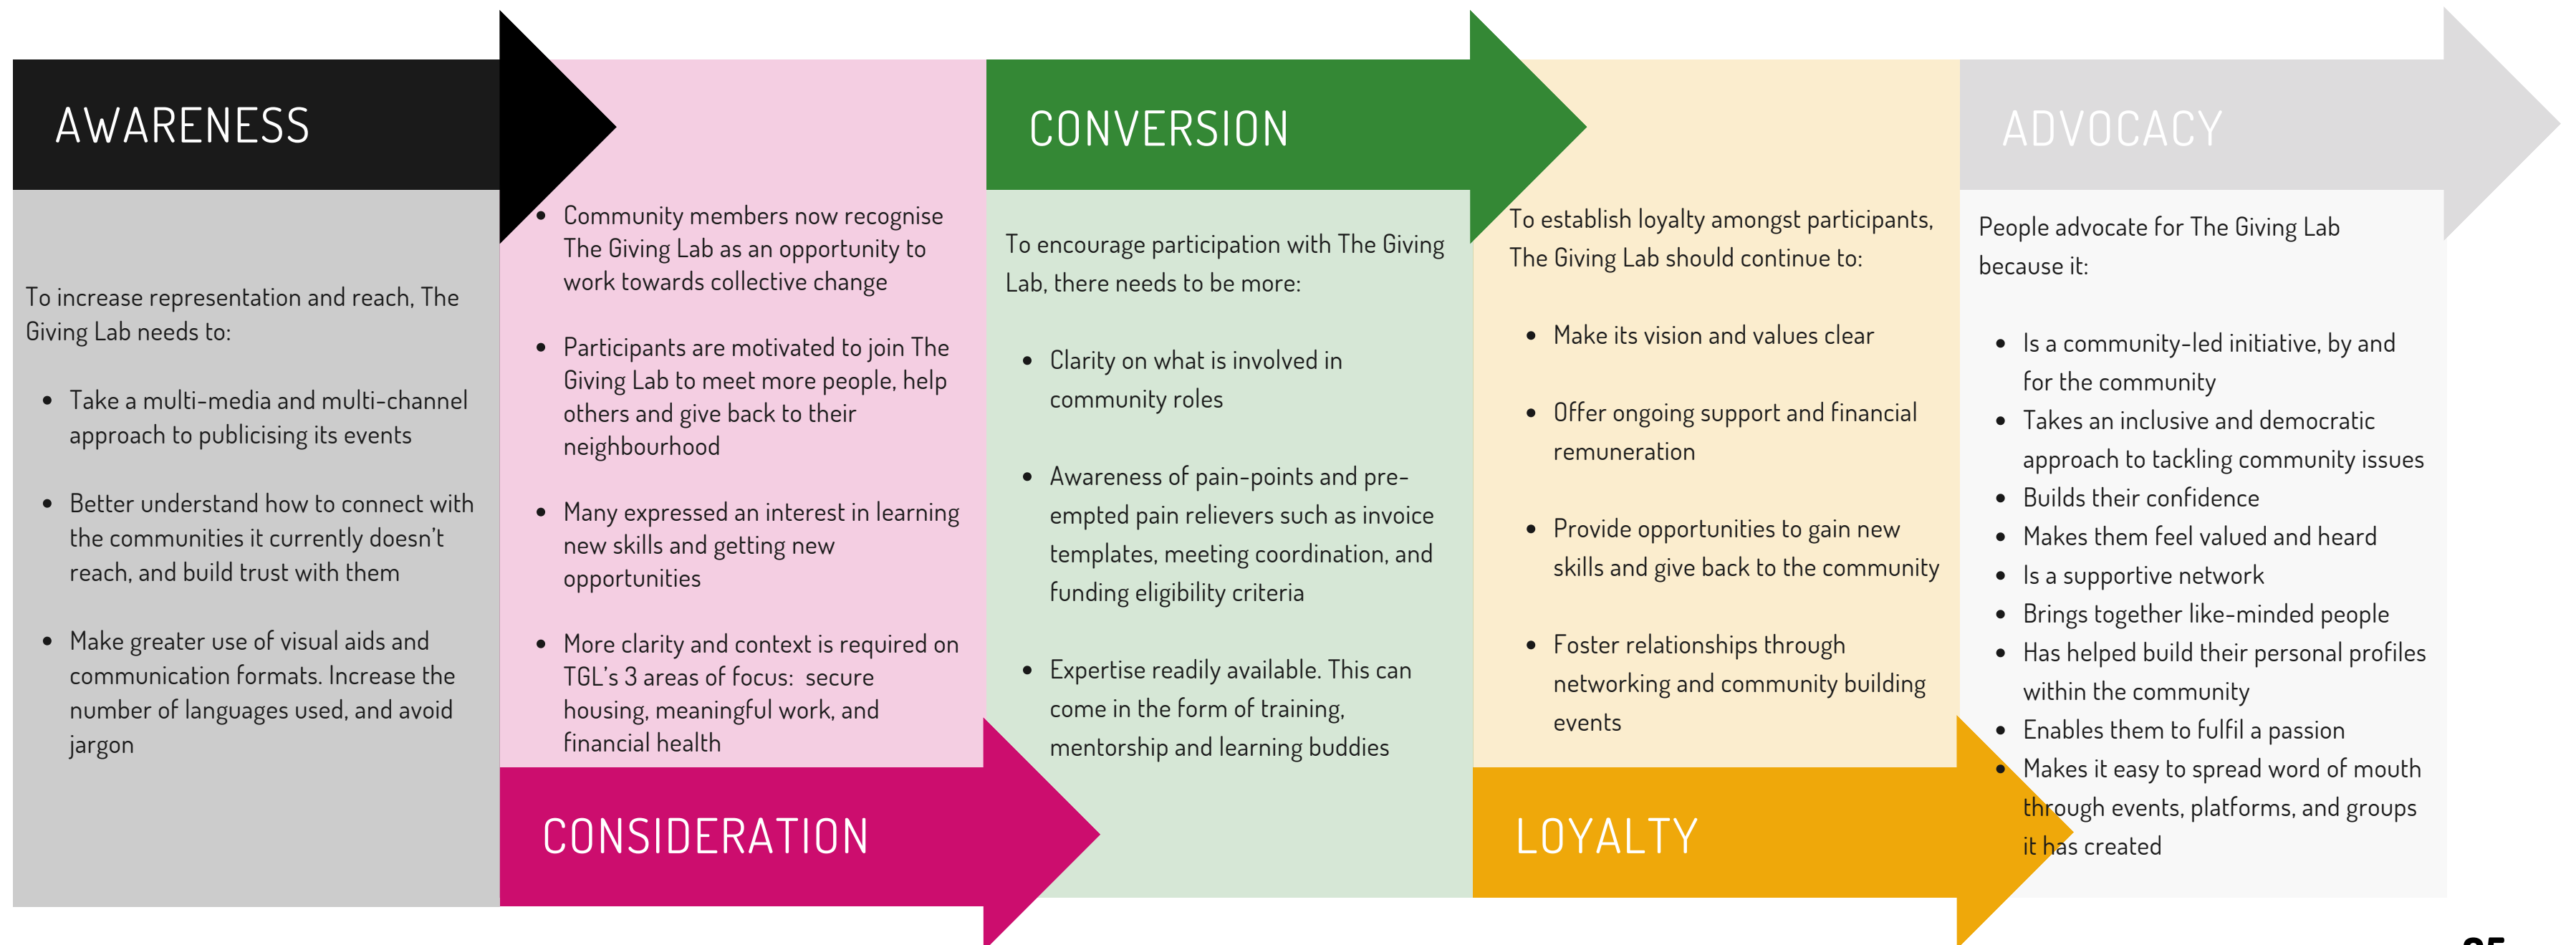 AWARENESS
To increase representation and reach, The
Giving Lab needs to:
• Take a multi-media and multi-channel
approach to publicising its events
• Better understand how to connect with
the communities it currently doesn't
reach, and build trust with them
• Make greater use of visual aids and
communication formats. Increase the
number of languages used, and avoid
jargon
• Community members now recognise
The Giving Lab as an opportunity to
work towards collective change
• Participants are motivated to join The
Giving Lab to meet more people, help
others and give back to their
neighbourhood
• Many expressed an interest in learning
new skills and getting new
opportunities
• More clarity and context is required on
TGL's 3 areas of focus:  secure
housing, meaningful work, and
financial health
CONSIDERATION
CONVERSION
To encourage participation with The Giving
Lab, there needs to be more:
• Clarity on what is involved in
community roles
• Awareness of pain-points and pre-
empted pain relievers such as invoice
templates, meeting coordination, and
funding eligibility criteria
• Expertise readily available. This can
come in the form of training,
mentorship and learning buddies
To establish loyalty amongst participants,
The Giving Lab should continue to:
• Make its vision and values clear
• Offer ongoing support and financial
remuneration
• Provide opportunities to gain new
skills and give back to the community
• Foster relationships through
networking and community building
events
LOYALTY
ADVOCACY
People advocate for The Giving Lab
because it:
• Is a community-led initiative, by and
for the community
• Takes an inclusive and democratic
approach to tackling community issues
• Builds their confidence
• Makes them feel valued and heard
• Is a supportive network
• Brings together like-minded people
• Has helped build their personal profiles
within the community
• Enables them to fulfil a passion
• Makes it easy to spread word of mouth
through events, platforms, and groups
it has created